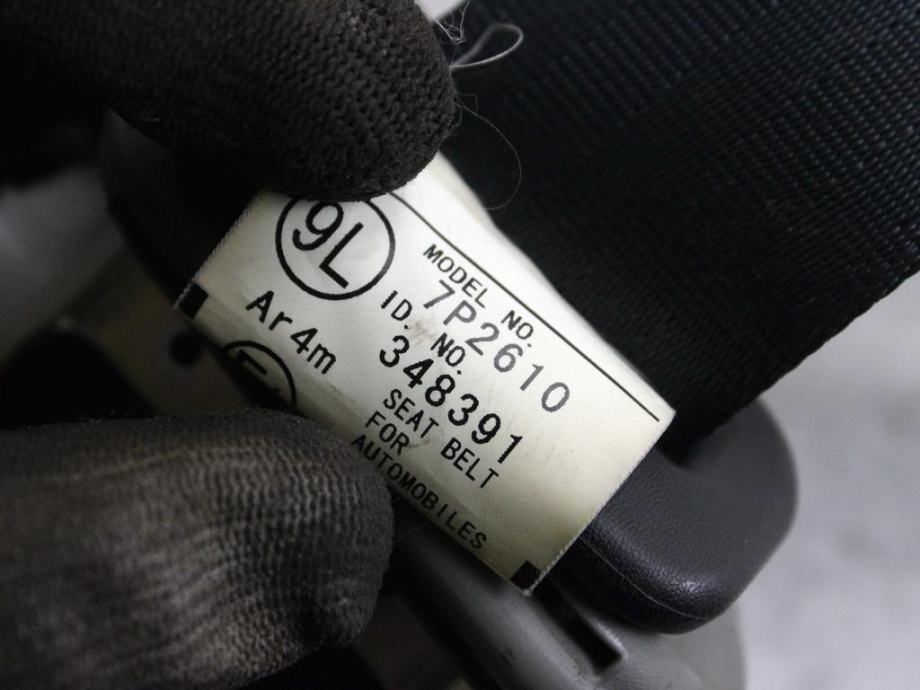 9L
MODEL NO.
7P2610
ID. NO.
348391
Ar4m
SEAT BELT
FOR
AUTOMOBILES